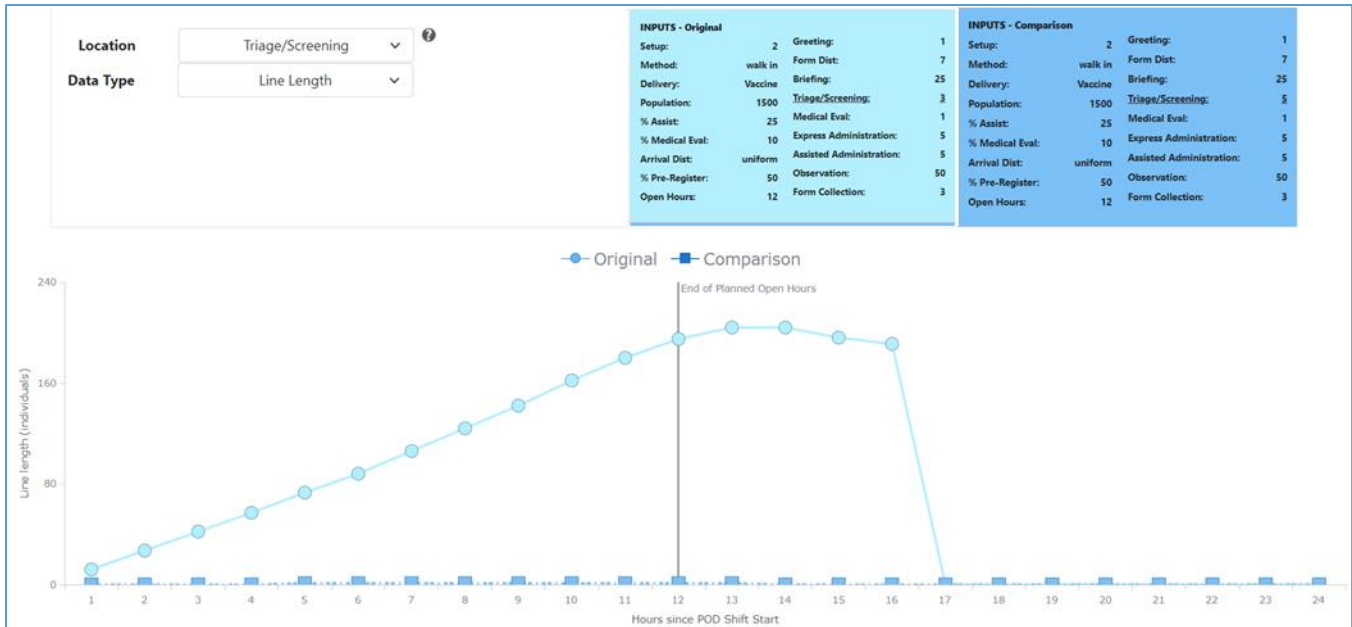 Location
Triage/Screening
?
Data Type
Line Length
INPUTS - Original
Setup: 2
Method: walk in
Delivery: Vaccine
Population: 1500
% Assist: 25
% Medical Eval: 10
Arrival Dist: uniform
% Pre-Register: 50
Open Hours: 12
Greeting: 1
Form Dist: 7
Briefing: 25
Triage/Screening: 3
Medical Eval: 1
Express Administration: 5
Assisted Administration: 5
Observation: 50
Form Collection: 3
INPUTS - Comparison
Setup: 2
Method: walk in
Delivery: Vaccine
Population: 1500
% Assist: 25
% Medical Eval: 10
Arrival Dist: uniform
% Pre-Register: 50
Open Hours: 12
Greeting: 1
Form Dist: 7
Briefing: 25
Triage/Screening: 5
Medical Eval: 1
Express Administration: 5
Assisted Administration: 5
Observation: 50
Form Collection: 3
Original Comparison
End of Planned Open Hours
Line length (individuals)
240
160
80
0
1 2 3 4 5 6 7 8 9 10 11 12 13 14 15 16 17 18 19 20 21 22 23 24
Hours since POD Shift Start